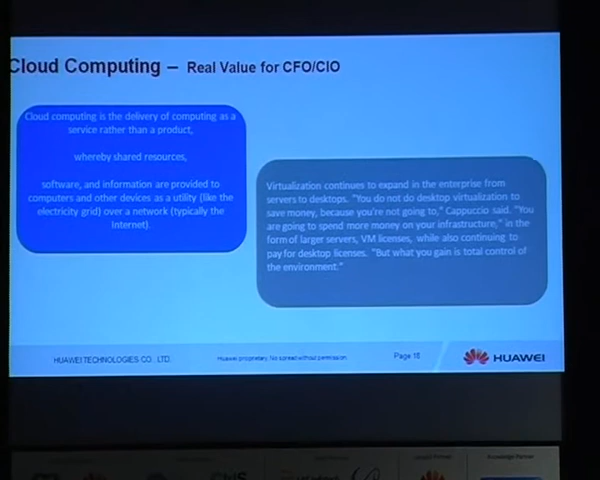 Cloud Computing – Real Value for CFO/CIO
Cloud computing is the delivery of computing as a
service rather than a product,
whereby shared resources,
software, and information are provided to
computers and other devices as a utility (like the
electricity grid) over a network (typically the
Internet).
Virtualization continues to expand in the enterprise from
servers to desktops. "You do not do desktop virtualization to
save money, because you're not going to," Cappuccio said. "You
are going to spend more money on your infrastructure," in the
form of larger servers, VM licenses, while also continuing to
pay for desktop licenses. "But what you gain is total control of
the environment."
HUAWEI TECHNOLOGIES CO., LTD.
Huawei proprietary. No spread without permission.
Page 16
HUAWEI
Knowledge Partner